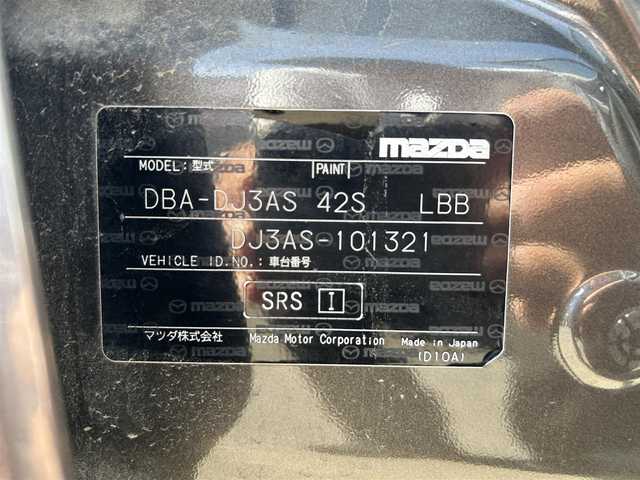 mazda
MODEL:型式 PAINT
DBA-DJ3AS 42S LBB
DJ3AS-101321
VEHICLE ID.NO.:車台番号
SRS I
マツダ株式会社 Mazda Motor Corporation Made in Japan
(D10A)